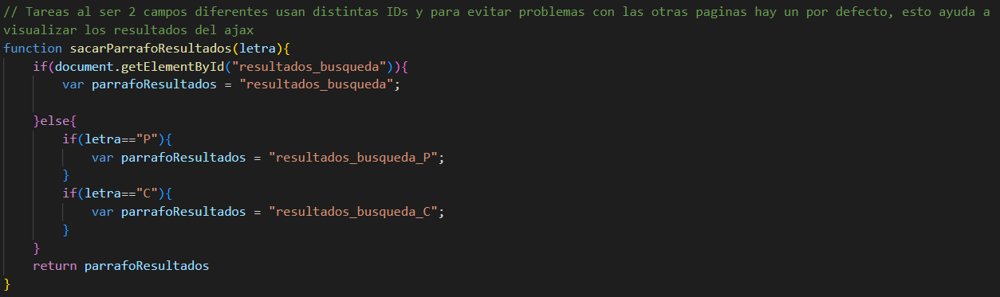 // Tareas al ser 2 campos diferentes usan distintas IDs y para evitar problemas con las otras paginas hay un por defecto, esto ayuda a
visualizar los resultados del ajax
function sacarParrafoResultados(letra){
    if(document.getElementById("resultados_busqueda")){
        var parrafoResultados = "resultados_busqueda";

    }else{
        if(letra=="P"){
            var parrafoResultados = "resultados_busqueda_P";
        }
        if(letra=="C"){
            var parrafoResultados = "resultados_busqueda_C";
        }
    }
    return parrafoResultados
}